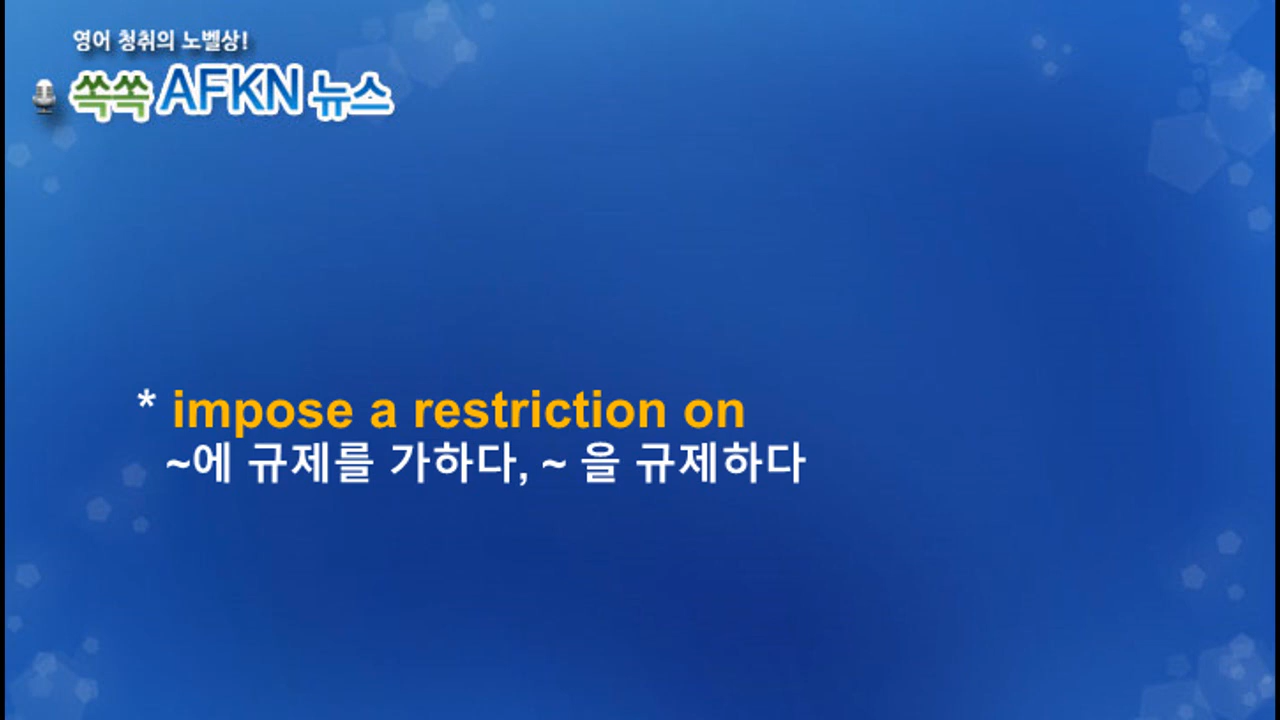 영어 청취의 노벨상!
쏙쏙 AFKN 뉴스
* impose a restriction on
~에 규제를 가하다, ~ 을 규제하다